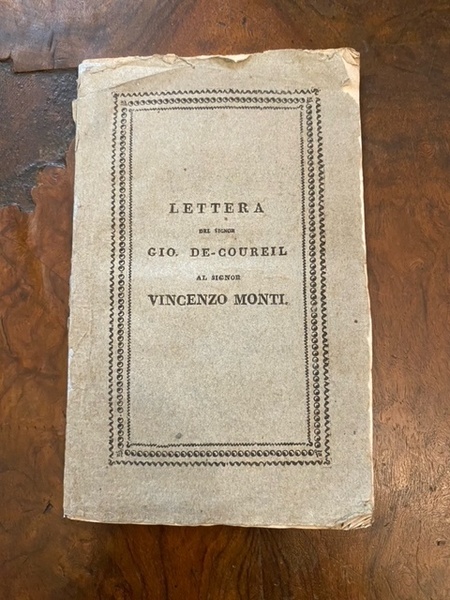 LETTERA
DEL SIGNOR
GIO. DE-COUREIL
AL SIGNOR
VINCENZO MONTI.